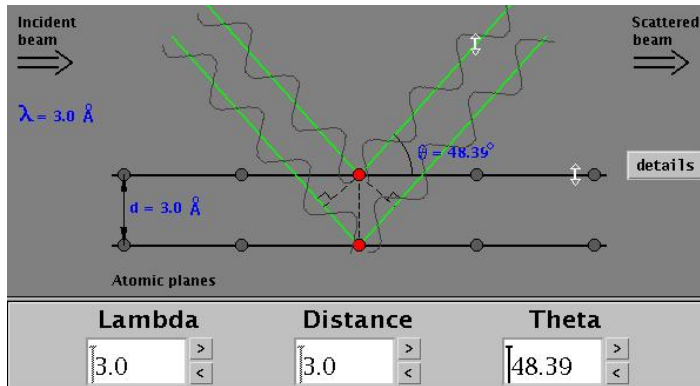 Incident
beam
Scattered
beam
λ = 3.0 Å
θ = 48.39°
details
d = 3.0 Å
Atomic planes
Lambda Distance Theta
3.0 > < 3.0 > < 48.39 > <